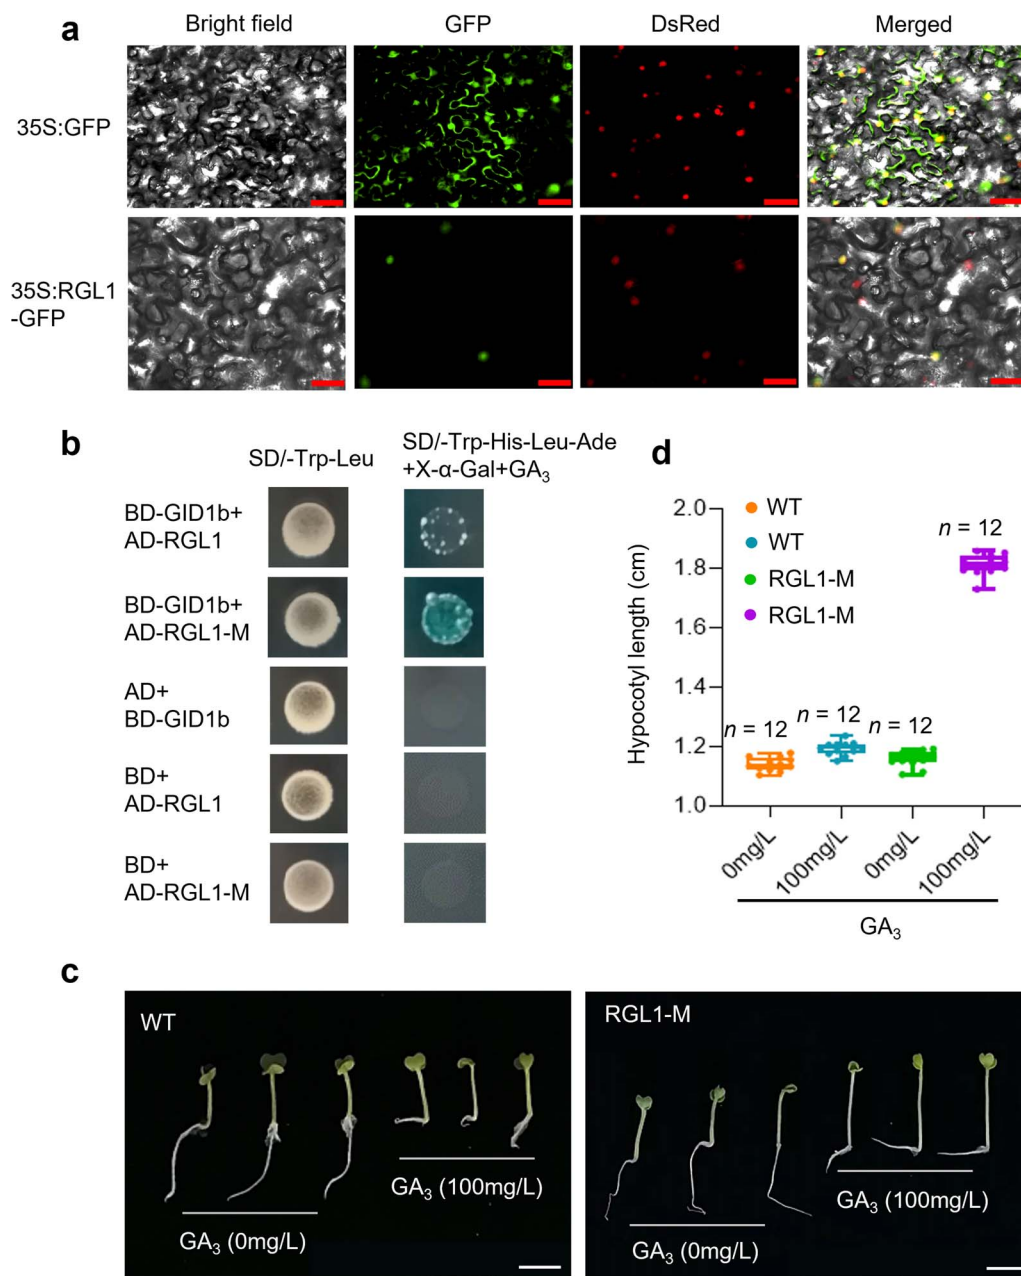 a
Bright field
GFP
DsRed
Merged
35S:GFP
35S:RGL1
-GFP
b
SD/-Trp-Leu
SD/-Trp-His-Leu-Ade
+X-α-Gal+GA₃
BD-GID1b+
AD-RGL1
BD-GID1b+
AD-RGL1-M
AD+
BD-GID1b
BD+
AD-RGL1
BD+
AD-RGL1-M
d
Hypocotyl length (cm)
2.0
1.8
1.6
1.4
1.2
1.0
WT
WT
RGL1-M
RGL1-M
n = 12
n = 12
n = 12
n = 12
0mg/L
100mg/L
0mg/L
100mg/L
GA₃
c
WT
GA₃ (100mg/L)
GA₃ (0mg/L)
RGL1-M
GA₃ (100mg/L)
GA₃ (0mg/L)